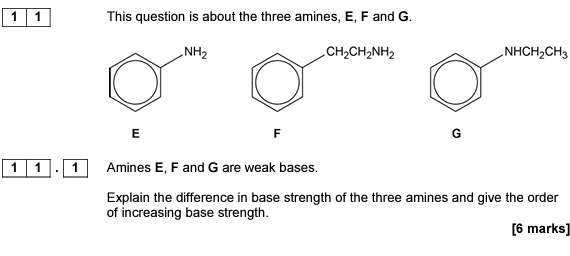 1 1 This question is about the three amines, E, F and G.
NH₂ CH₂CH₂NH₂ NHCH₂CH₃
E F G
1 1 . 1 Amines E, F and G are weak bases.
Explain the difference in base strength of the three amines and give the order
of increasing base strength.
[6 marks]